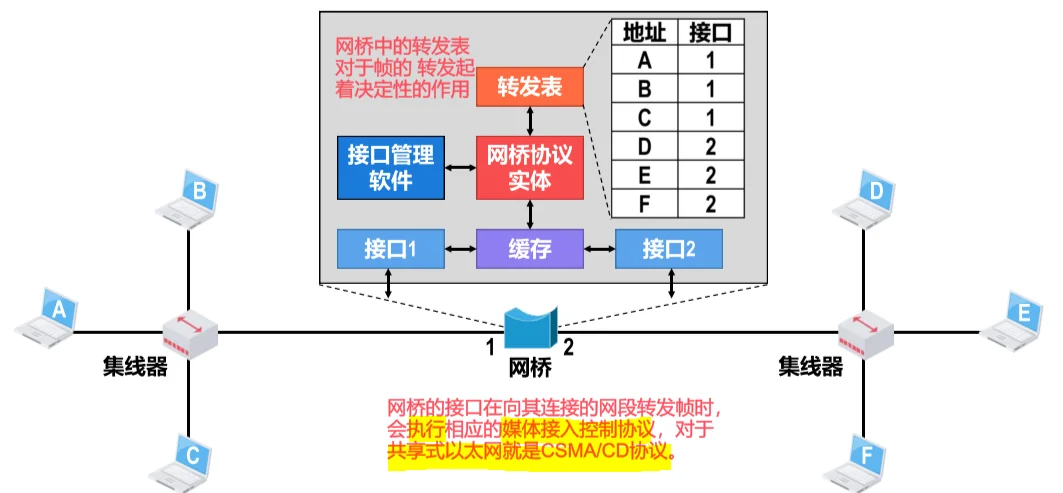 网桥中的转发表
对于帧的 转发起
着决定性的作用
转发表
地址 接口
A 1
B 1
C 1
D 2
E 2
F 2
接口管理
软件
网桥协议
实体
接口1
缓存
接口2
B
D
A
E
集线器
1
2
网桥
集线器
C
F
网桥的接口在向其连接的网段转发帧时，
会执行相应的媒体接入控制协议，对于
共享式以太网就是CSMA/CD协议。